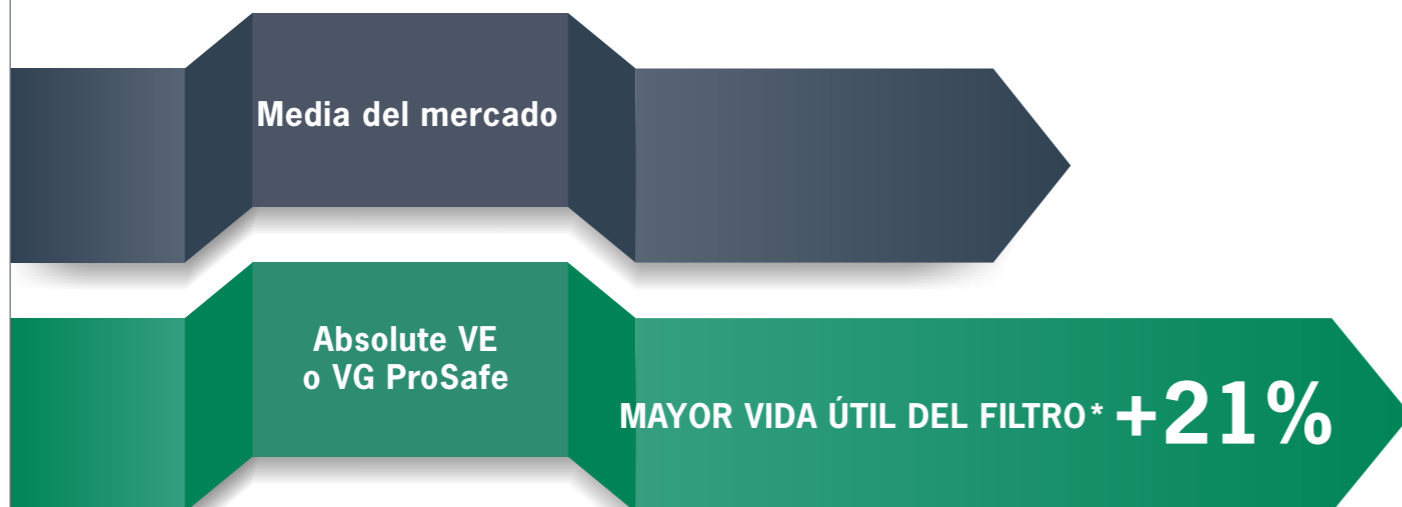 Media del mercado
Absolute VE
o VG ProSafe
MAYOR VIDA ÚTIL DEL FILTRO* +21%